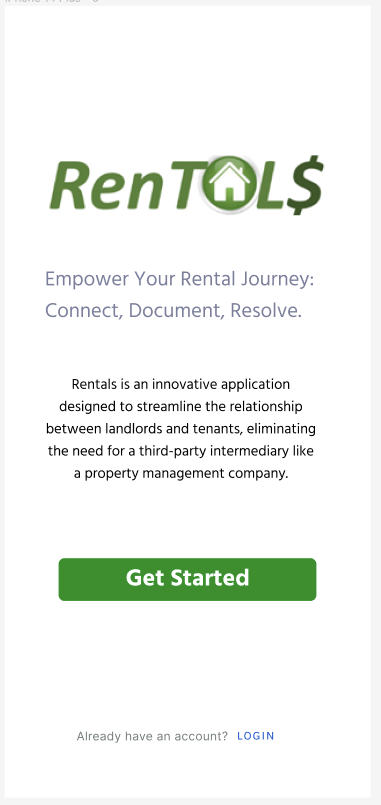 RenTOL$
Empower Your Rental Journey:
Connect, Document, Resolve.
Rentals is an innovative application
designed to streamline the relationship
between landlords and tenants, eliminating
the need for a third-party intermediary like
a property management company.
Get Started
Already have an account? LOGIN